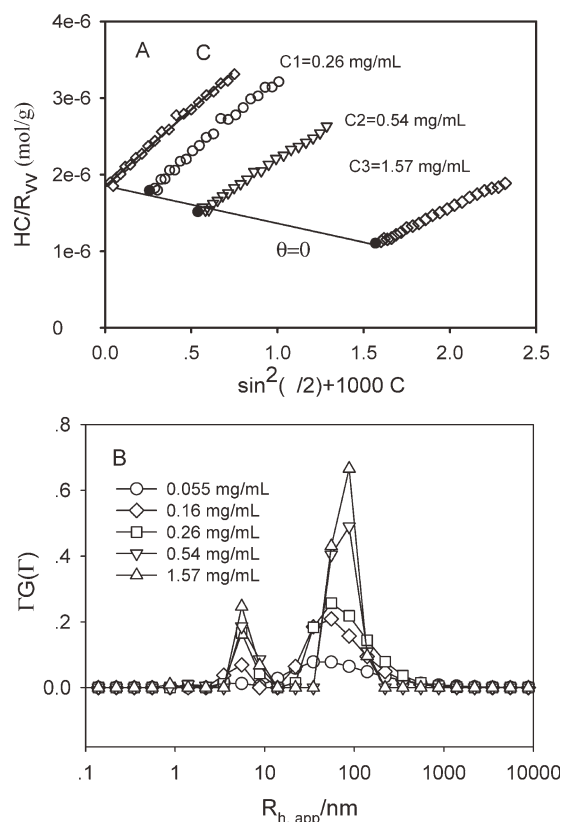 4e-6
3e-6
2e-6
1e-6
0
HC/Rvv (mol/g)
A C
C1=0.26 mg/mL
C2=0.54 mg/mL
C3=1.57 mg/mL
θ=0
0.0 .5 1.0 1.5 2.0 2.5
sin²( /2)+1000 C
B
0.055 mg/mL
0.16 mg/mL
0.26 mg/mL
0.54 mg/mL
1.57 mg/mL
.8
.6
.4
.2
0.0
ΓG(Γ)
.1 1 10 100 1000 10000
Rh, app/nm